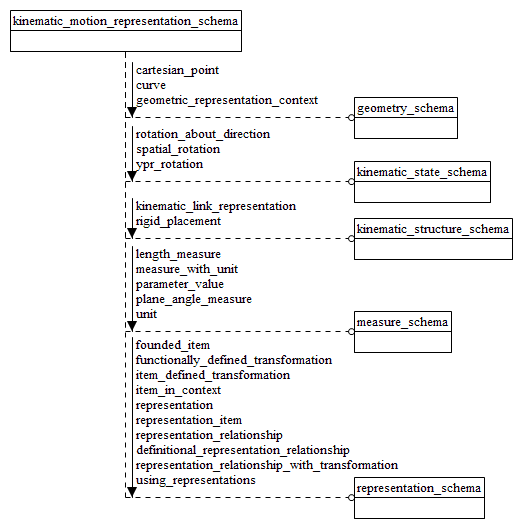 kinematic_motion_representation_schema
cartesian_point
curve
geometric_representation_context
geometry_schema
rotation_about_direction
spatial_rotation
ypr_rotation
kinematic_state_schema
kinematic_link_representation
rigid_placement
kinematic_structure_schema
length_measure
measure_with_unit
parameter_value
plane_angle_measure
unit
measure_schema
founded_item
functionally_defined_transformation
item_defined_transformation
item_in_context
representation
representation_item
representation_relationship
definitional_representation_relationship
representation_relationship_with_transformation
using_representations
representation_schema